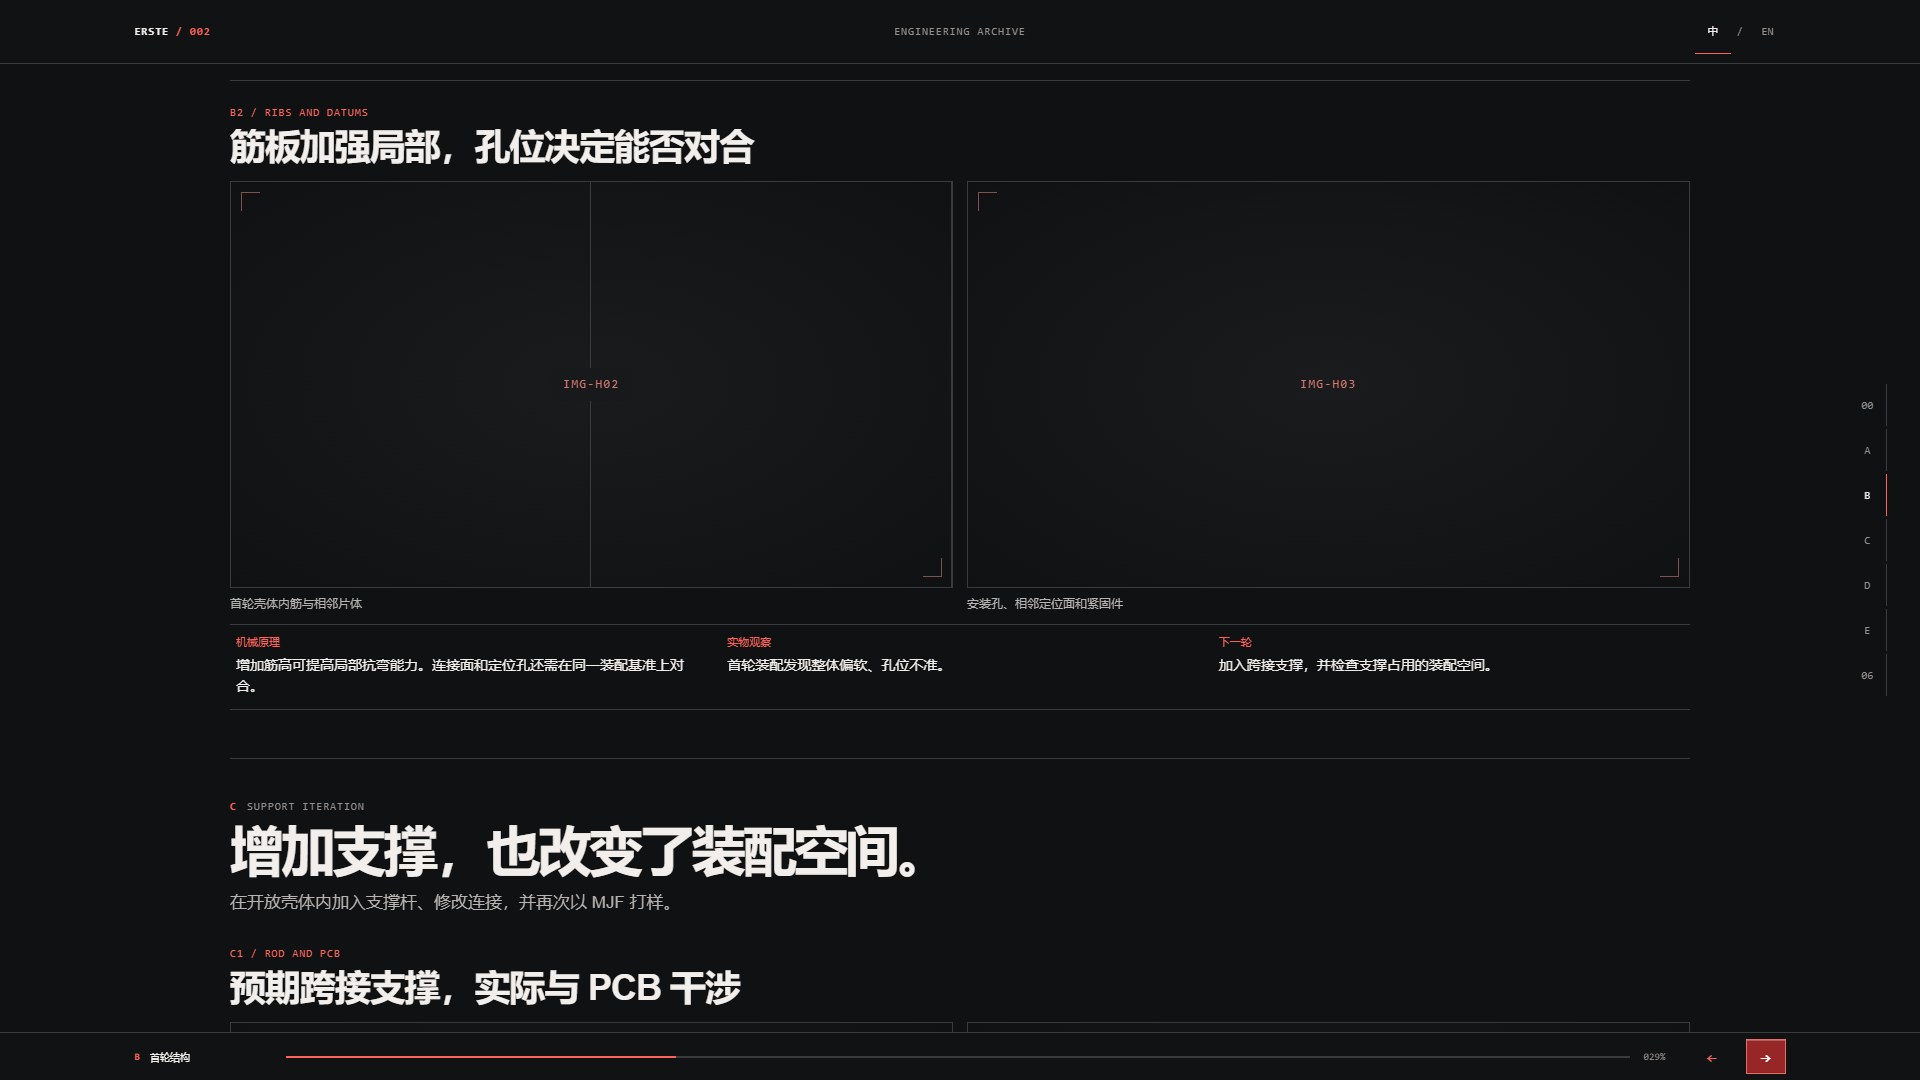 ERSTE / 002
ENGINEERING ARCHIVE
中 / EN
B2 / RIBS AND DATUMS
筋板加强局部，孔位决定能否对合
IMG-H02
IMG-H03
首轮壳体内筋与相邻片体
安装孔、相邻定位面和紧固件
机械原理
增加筋高可提高局部抗弯能力。连接面和定位孔还需在同一装配基准上对
合。
实物观察
首轮装配发现整体偏软、孔位不准。
下一轮
加入跨接支撑，并检查支撑占用的装配空间。
00
A
B
C
D
E
06
C SUPPORT ITERATION
增加支撑，也改变了装配空间。
在开放壳体内加入支撑杆、修改连接，并再次以 MJF 打样。
C1 / ROD AND PCB
预期跨接支撑，实际与 PCB 干涉
B 首轮结构
029%
← →